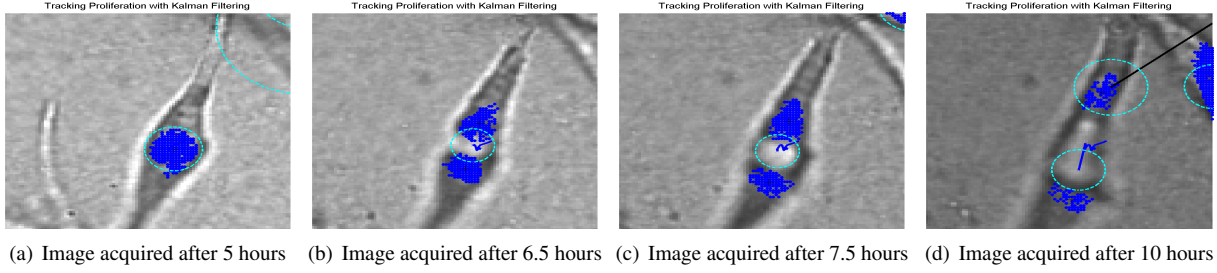 Tracking Proliferation with Kalman Filtering
Tracking Proliferation with Kalman Filtering
Tracking Proliferation with Kalman Filtering
Tracking Proliferation with Kalman Filtering
(a) Image acquired after 5 hours
(b) Image acquired after 6.5 hours
(c) Image acquired after 7.5 hours
(d) Image acquired after 10 hours